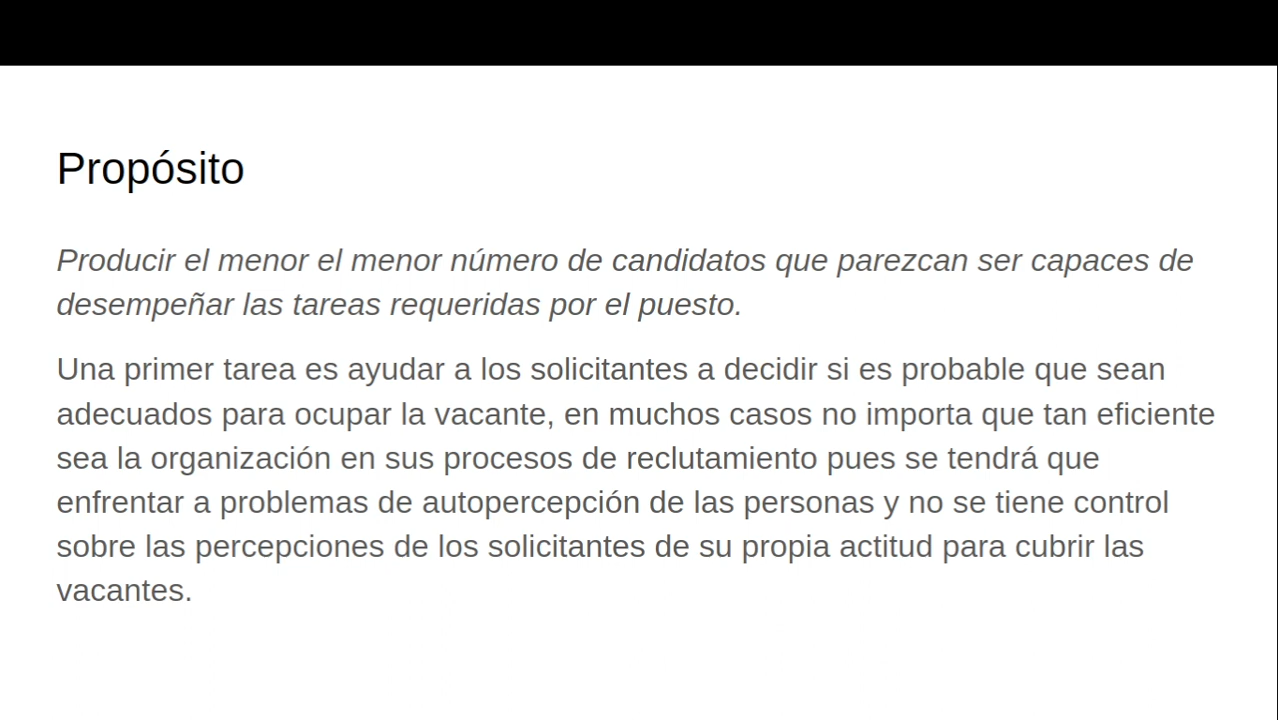 Propósito
Producir el menor el menor número de candidatos que parezcan ser capaces de
desempeñar las tareas requeridas por el puesto.
Una primer tarea es ayudar a los solicitantes a decidir si es probable que sean
adecuados para ocupar la vacante, en muchos casos no importa que tan eficiente
sea la organización en sus procesos de reclutamiento pues se tendrá que
enfrentar a problemas de autopercepción de las personas y no se tiene control
sobre las percepciones de los solicitantes de su propia actitud para cubrir las
vacantes.